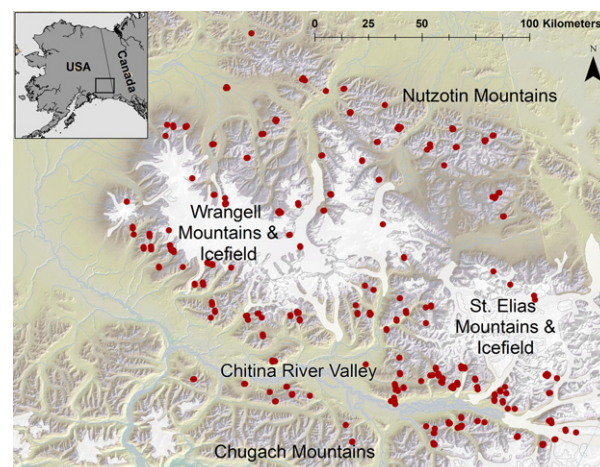 USA
Canada
0 25 50 100 Kilometers
N
Nutzotin Mountains
Wrangell
Mountains &
Icefield
St. Elias
Mountains &
Icefield
Chitina River Valley
Chugach Mountains